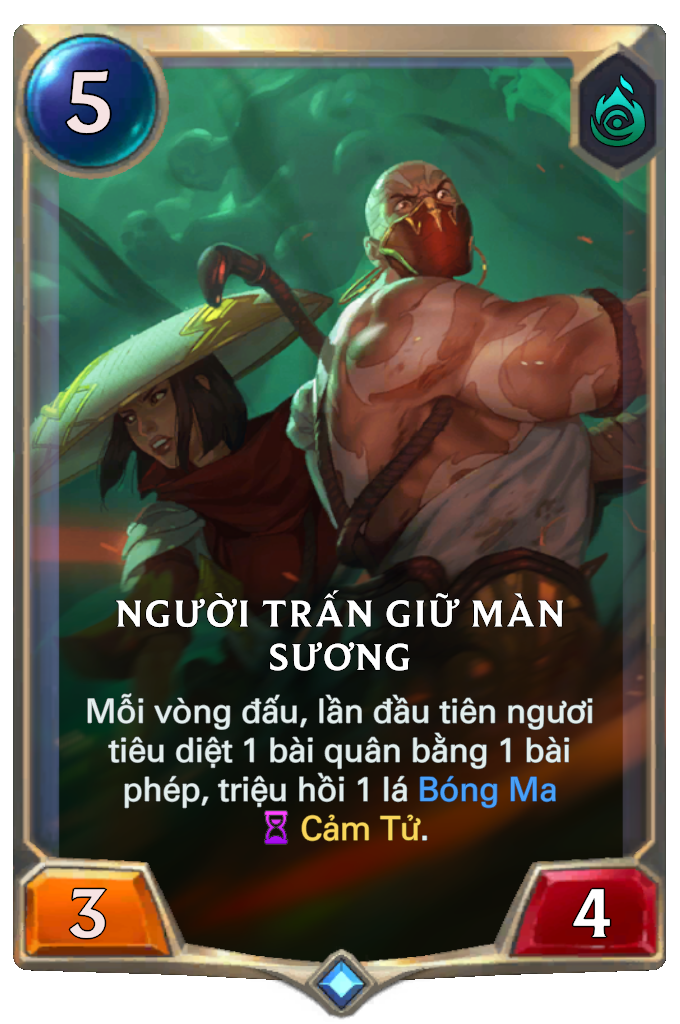 5
NGƯỜI TRẤN GIỮ MÀN
SƯƠNG
Mỗi vòng đấu, lần đầu tiên ngươi
tiêu diệt 1 bài quân bằng 1 bài
phép, triệu hồi 1 lá Bóng Ma
Cảm Tử.
3
4